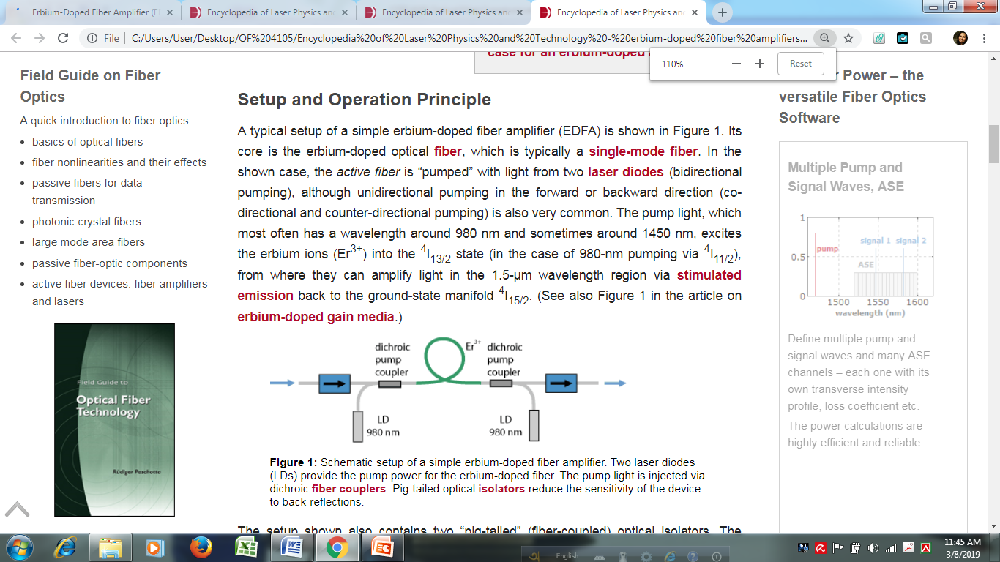 Erbium-Doped Fiber Amplifier (E
Encyclopedia of Laser Physics and
Encyclopedia of Laser Physics and
Encyclopedia of Laser Physics and
File
C:/Users/User/Desktop/OF%204105/Encyclopedia%20of%20Laser%20Physics%20and%20Technology%20-%20erbium-doped%20fiber%20amplifiers...
110%
Reset
case for an erbium-doped
Field Guide on Fiber
Optics
A quick introduction to fiber optics:
• basics of optical fibers
• fiber nonlinearities and their effects
• passive fibers for data
transmission
• photonic crystal fibers
• large mode area fibers
• passive fiber-optic components
• active fiber devices: fiber amplifiers
and lasers
Field Guide to
Optical Fiber
Technology
Rüdiger Paschotta
Setup and Operation Principle
A typical setup of a simple erbium-doped fiber amplifier (EDFA) is shown in Figure 1. Its
core is the erbium-doped optical fiber, which is typically a single-mode fiber. In the
shown case, the active fiber is “pumped” with light from two laser diodes (bidirectional
pumping), although unidirectional pumping in the forward or backward direction (co-
directional and counter-directional pumping) is also very common. The pump light, which
most often has a wavelength around 980 nm and sometimes around 1450 nm, excites
the erbium ions (Er3+) into the 4I13/2 state (in the case of 980-nm pumping via 4I11/2),
from where they can amplify light in the 1.5-μm wavelength region via stimulated
emission back to the ground-state manifold 4I15/2. (See also Figure 1 in the article on
erbium-doped gain media.)
dichroic
pump
coupler
Er3+
dichroic
pump
coupler
LD
980 nm
LD
980 nm
Figure 1: Schematic setup of a simple erbium-doped fiber amplifier. Two laser diodes
(LDs) provide the pump power for the erbium-doped fiber. The pump light is injected via
dichroic fiber couplers. Pig-tailed optical isolators reduce the sensitivity of the device
to back-reflections.
The setup shown also contains two “pig-tailed” (fiber-coupled) optical isolators. The
Power – the
versatile Fiber Optics
Software
Multiple Pump and
Signal Waves, ASE
1
0.5
0
pump
signal 1
signal 2
ASE
1500
1550
1600
wavelength (nm)
Define multiple pump and
signal waves and many ASE
channels – each one with its
own transverse intensity
profile, loss coefficient etc.
The power calculations are
highly efficient and reliable.
English
11:45 AM
3/8/2019